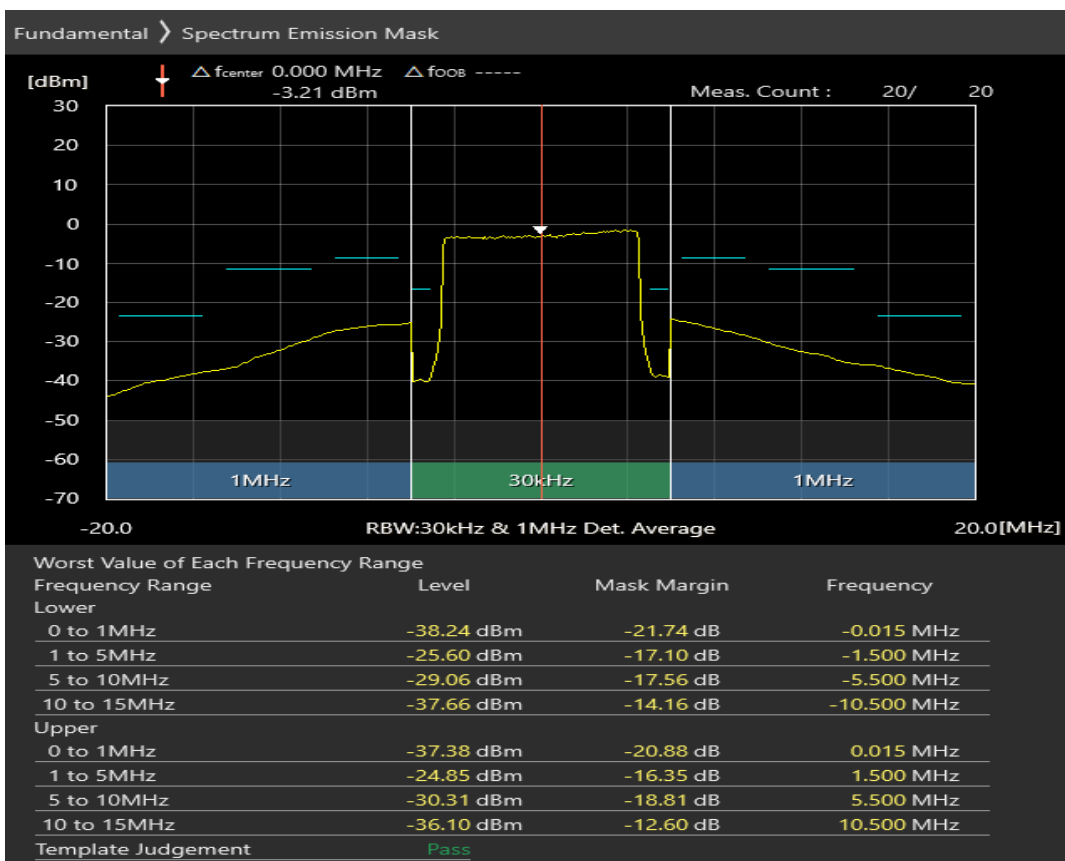 Fundamental ❯ Spectrum Emission Mask
[dBm]
△ fcenter 0.000 MHz △ fOOB -----
-3.21 dBm
Meas. Count : 20/ 20
30
20
10
0
-10
-20
-30
-40
-50
-60
-70
1MHz 30kHz 1MHz
-20.0 RBW:30kHz & 1MHz Det. Average 20.0[MHz]
Worst Value of Each Frequency Range
Frequency Range Level Mask Margin Frequency
Lower
0 to 1MHz -38.24 dBm -21.74 dB -0.015 MHz
1 to 5MHz -25.60 dBm -17.10 dB -1.500 MHz
5 to 10MHz -29.06 dBm -17.56 dB -5.500 MHz
10 to 15MHz -37.66 dBm -14.16 dB -10.500 MHz
Upper
0 to 1MHz -37.38 dBm -20.88 dB 0.015 MHz
1 to 5MHz -24.85 dBm -16.35 dB 1.500 MHz
5 to 10MHz -30.31 dBm -18.81 dB 5.500 MHz
10 to 15MHz -36.10 dBm -12.60 dB 10.500 MHz
Template Judgement Pass